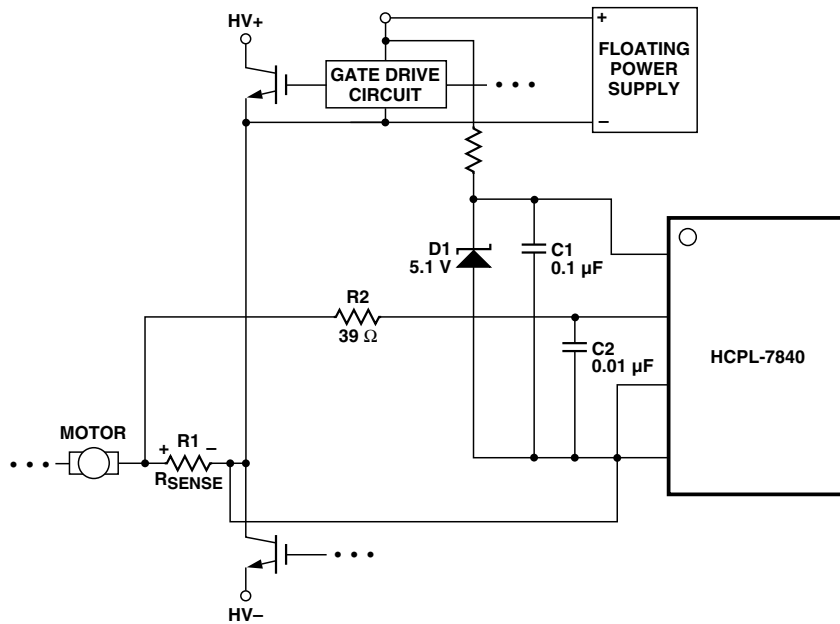 HV+
+
FLOATING
POWER
SUPPLY
−
GATE DRIVE
CIRCUIT
• • •
D1
5.1 V
C1
0.1 µF
R2
39 Ω
C2
0.01 µF
HCPL-7840
MOTOR
• • •
+
R1
−
RSENSE
• • •
HV−